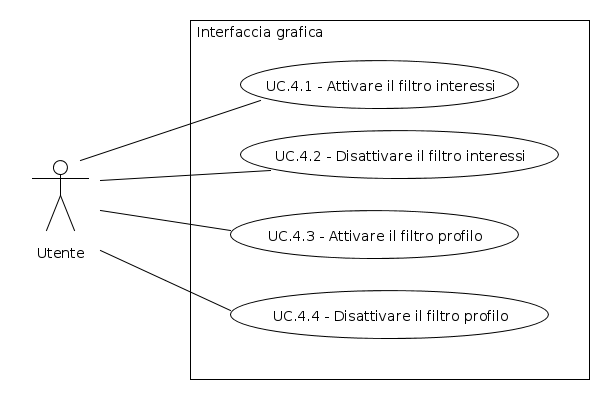 Interfaccia grafica
UC.4.1 - Attivare il filtro interessi
UC.4.2 - Disattivare il filtro interessi
UC.4.3 - Attivare il filtro profilo
Utente
UC.4.4 - Disattivare il filtro profilo